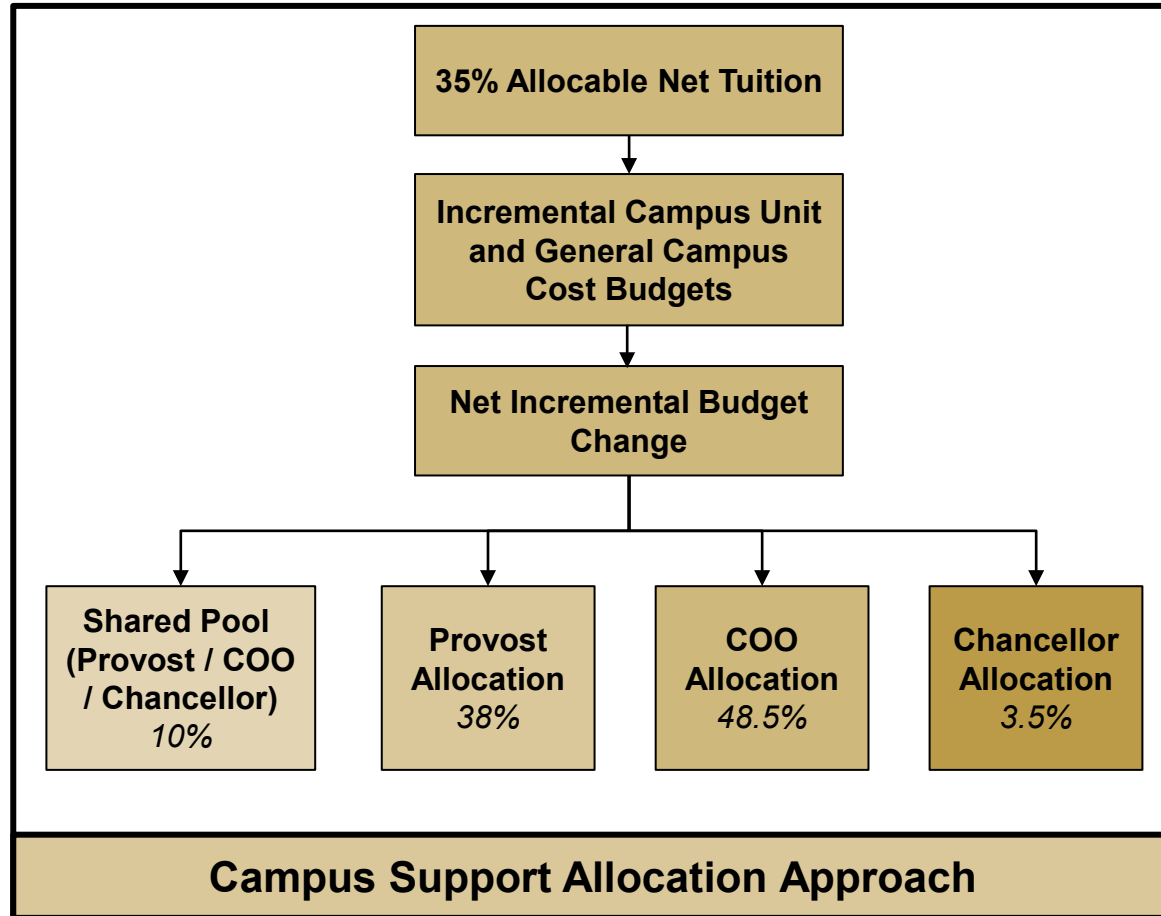 35% Allocable Net Tuition
Incremental Campus Unit
and General Campus
Cost Budgets
Net Incremental Budget
Change
Shared Pool
(Provost / COO
/ Chancellor)
10%
Provost
Allocation
38%
COO
Allocation
48.5%
Chancellor
Allocation
3.5%
Campus Support Allocation Approach